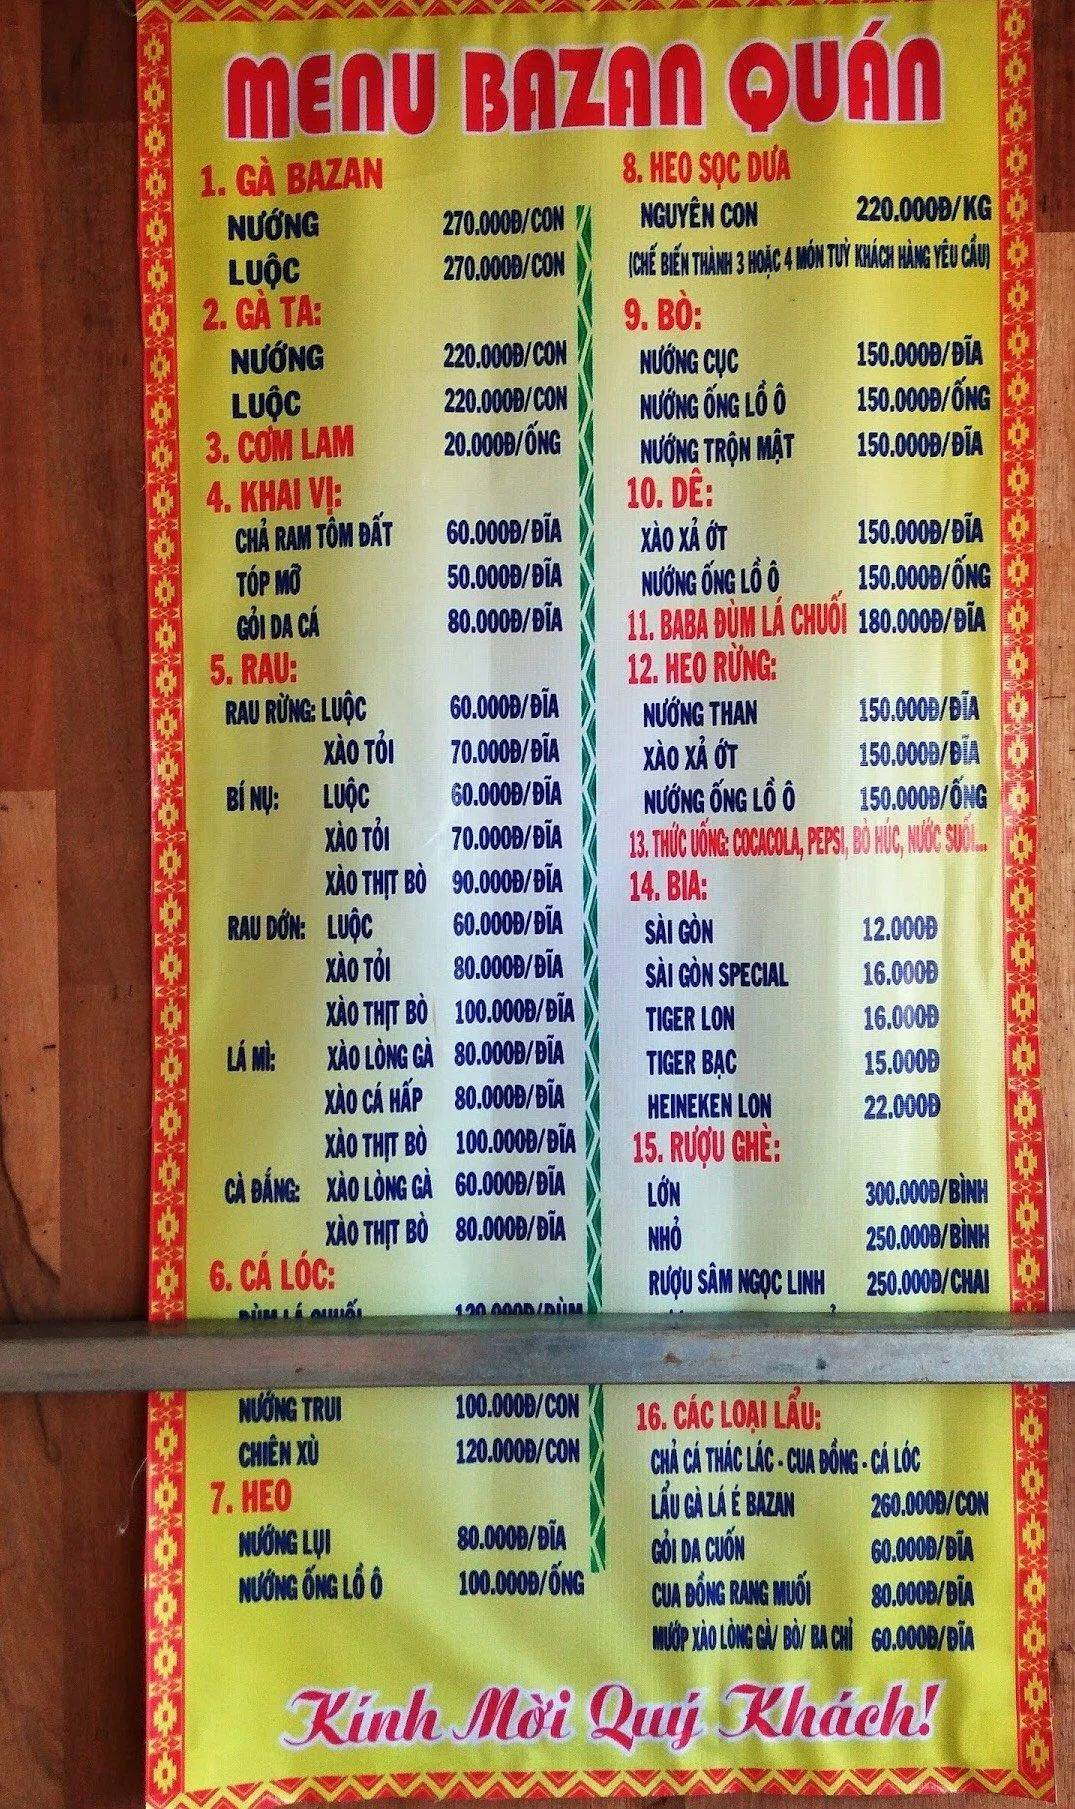 MENU BAZAN QUÁN
1. GÀ BAZAN
NƯỚNG 270.000Đ/CON
LUỘC 270.000Đ/CON
2. GÀ TA:
NƯỚNG 220.000Đ/CON
LUỘC 220.000Đ/CON
3. CƠM LAM 20.000Đ/ỐNG
4. KHAI VỊ:
CHẢ RAM TÔM ĐẤT 60.000Đ/ĐĨA
TÓP MỠ 50.000Đ/ĐĨA
GỎI DA CÁ 80.000Đ/ĐĨA
5. RAU:
RAU RỪNG: LUỘC 60.000Đ/ĐĨA
XÀO TỎI 70.000Đ/ĐĨA
BÍ NỤ: LUỘC 60.000Đ/ĐĨA
XÀO TỎI 70.000Đ/ĐĨA
XÀO THỊT BÒ 90.000Đ/ĐĨA
RAU DỚN: LUỘC 60.000Đ/ĐĨA
XÀO TỎI 80.000Đ/ĐĨA
XÀO THỊT BÒ 100.000Đ/ĐĨA
LÁ MÌ: XÀO LÒNG GÀ 80.000Đ/ĐĨA
XÀO CÁ HẤP 80.000Đ/ĐĨA
XÀO THỊT BÒ 100.000Đ/ĐĨA
CÀ ĐẮNG: XÀO LÒNG GÀ 60.000Đ/ĐĨA
XÀO THỊT BÒ 80.000Đ/ĐĨA
6. CÁ LÓC:
ĐÙM LÁ CHUỐI 120.000Đ/ĐÙM
NƯỚNG TRUI 100.000Đ/CON
CHIÊN XÙ 120.000Đ/CON
7. HEO
NƯỚNG LỤI 80.000Đ/ĐĨA
NƯỚNG ỐNG LỒ Ô 100.000Đ/ỐNG
8. HEO SỌC DƯA
NGUYÊN CON 220.000Đ/KG
(CHẾ BIẾN THÀNH 3 HOẶC 4 MÓN TUỲ KHÁCH HÀNG YÊU CẦU)
9. BÒ:
NƯỚNG CỤC 150.000Đ/ĐĨA
NƯỚNG ỐNG LỒ Ô 150.000Đ/ỐNG
NƯỚNG TRỘN MẬT 150.000Đ/ĐĨA
10. DÊ:
XÀO XẢ ỚT 150.000Đ/ĐĨA
NƯỚNG ỐNG LỒ Ô 150.000Đ/ỐNG
11. BABA ĐÙM LÁ CHUỐI 180.000Đ/ĐĨA
12. HEO RỪNG:
NƯỚNG THAN 150.000Đ/ĐĨA
XÀO XẢ ỚT 150.000Đ/ĐĨA
NƯỚNG ỐNG LỒ Ô 150.000Đ/ỐNG
13. THỨC UỐNG: COCACOLA, PEPSI, BÒ HÚC, NƯỚC SUỐI...
14. BIA:
SÀI GÒN 12.000Đ
SÀI GÒN SPECIAL 16.000Đ
TIGER LON 16.000Đ
TIGER BẠC 15.000Đ
HEINEKEN LON 22.000Đ
15. RƯỢU GHÈ:
LỚN 300.000Đ/BÌNH
NHỎ 250.000Đ/BÌNH
RƯỢU SÂM NGỌC LINH 250.000Đ/CHAI
16. CÁC LOẠI LẨU:
CHẢ CÁ THÁC LÁC - CUA ĐỒNG - CÁ LÓC
LẨU GÀ LÁ É BAZAN 260.000Đ/CON
GỎI DA CUỐN 60.000Đ/ĐĨA
CUA ĐỒNG RANG MUỐI 80.000Đ/ĐĨA
MƯỚP XÀO LÒNG GÀ/ BÒ/ BA CHỈ 60.000Đ/ĐĨA
Kính Mời Quý Khách!